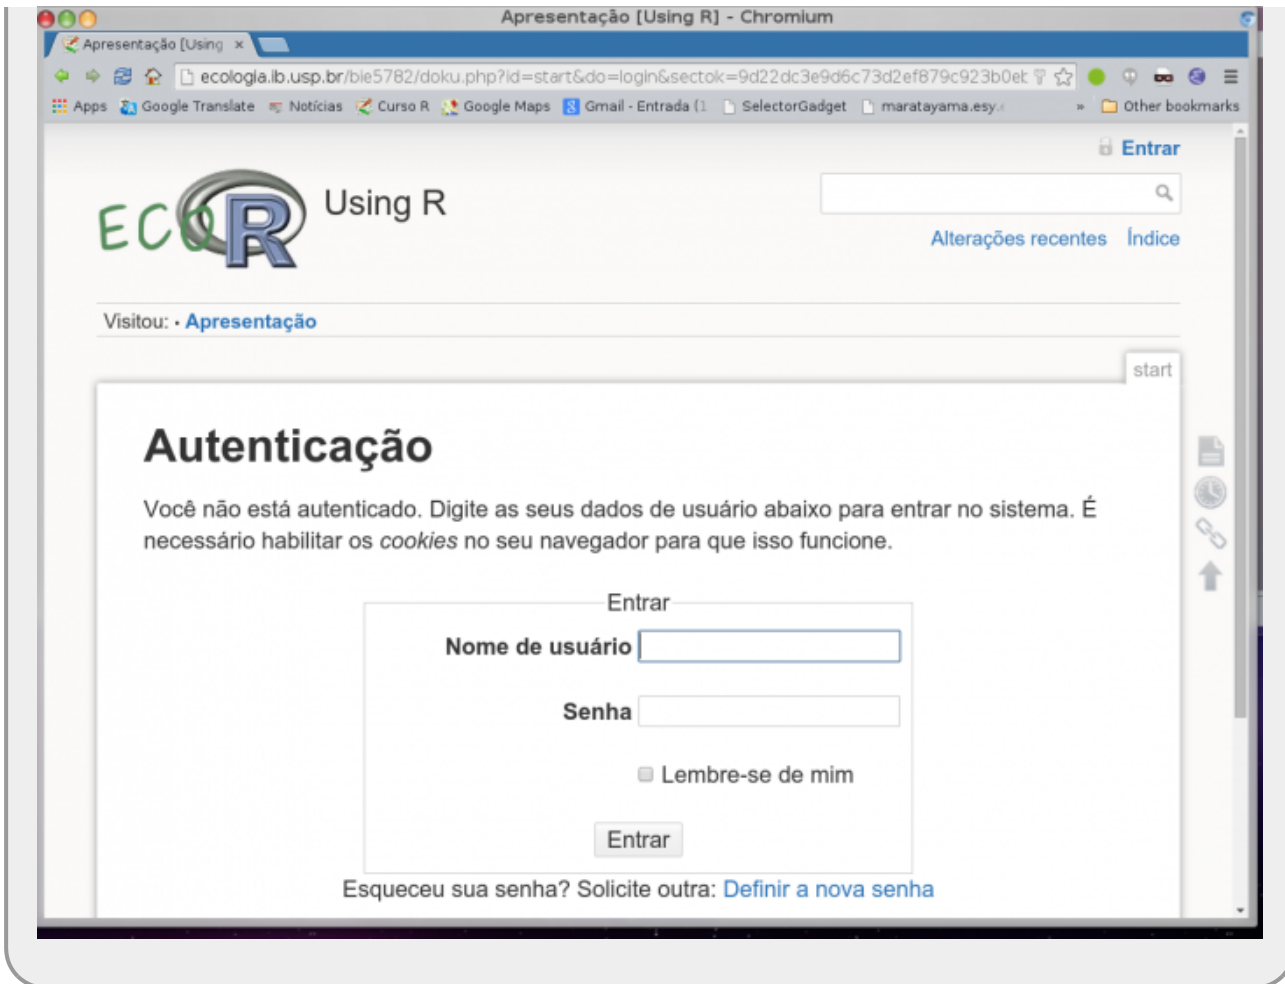 Apresentação [Using R] - Chromium
Apresentação [Using
ecologia.ib.usp.br/bie5782/doku.php?id=start&do=login&sectok=9d22dc3e9d6c73d2ef879c923b0eb
Apps Google Translate Notícias Curso R Google Maps Gmail - Entrada (1 SelectorGadget maratayama.esy. » Other bookmarks
Entrar
ECO R Using R
Alterações recentes Índice
Visitou: • Apresentação
start
Autenticação
Você não está autenticado. Digite as seus dados de usuário abaixo para entrar no sistema. É
necessário habilitar os cookies no seu navegador para que isso funcione.
Entrar
Nome de usuário
Senha
Lembre-se de mim
Entrar
Esqueceu sua senha? Solicite outra: Definir a nova senha